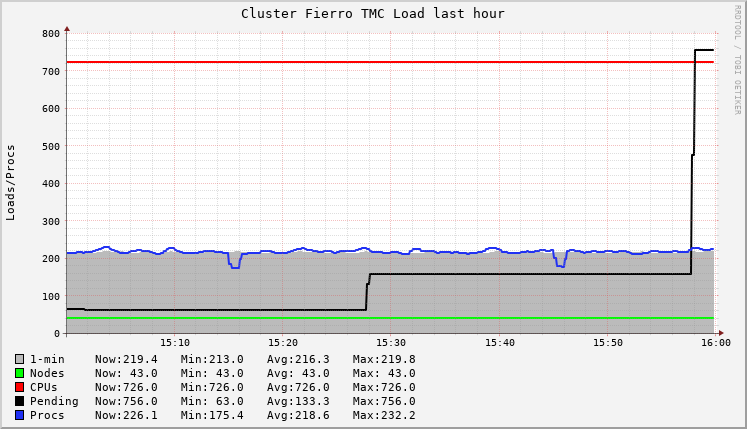 Cluster Fierro TMC Load last hour
RRDTOOL / TOBI OETIKER
Loads/Procs
800
700
600
500
400
300
200
100
0
15:10 15:20 15:30 15:40 15:50 16:00
1-min Now:219.4 Min:213.0 Avg:216.3 Max:219.8
Nodes Now: 43.0 Min: 43.0 Avg: 43.0 Max: 43.0
CPUs Now:726.0 Min:726.0 Avg:726.0 Max:726.0
Pending Now:756.0 Min: 63.0 Avg:133.3 Max:756.0
Procs Now:226.1 Min:175.4 Avg:218.6 Max:232.2